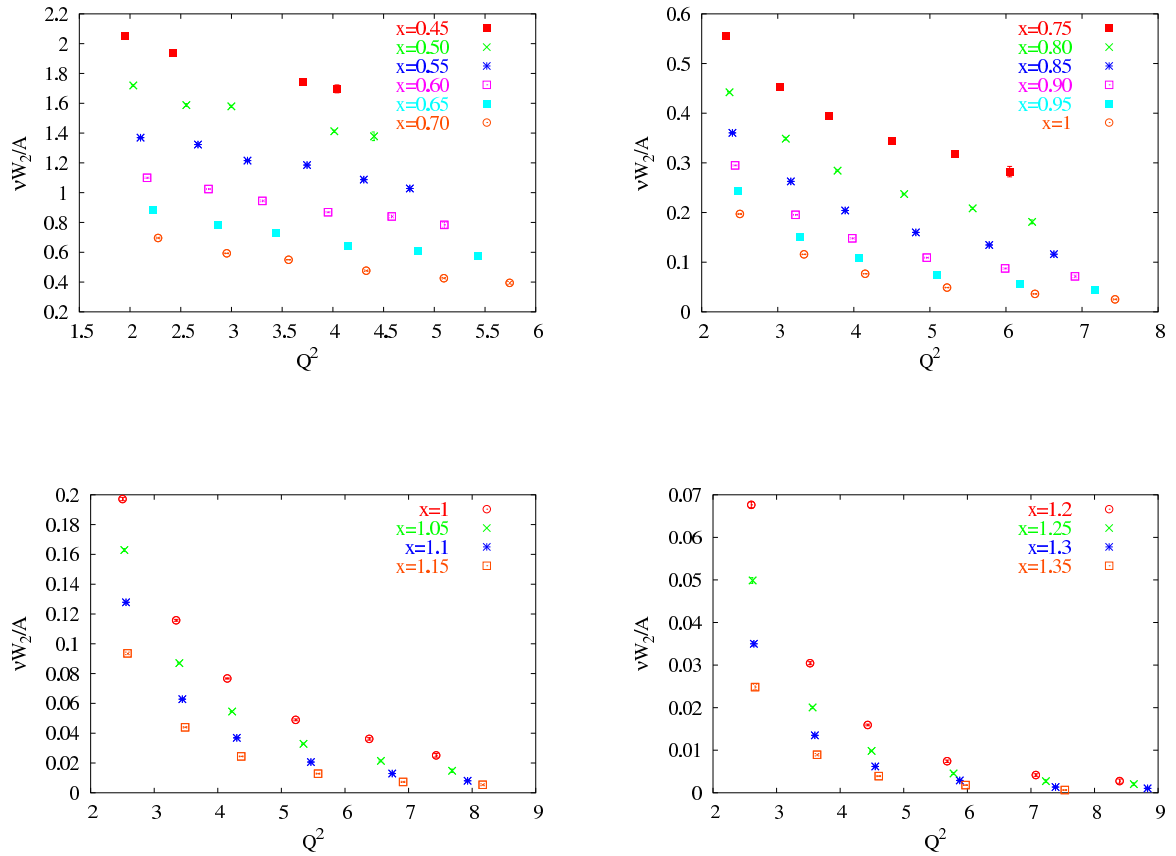 2.2
2
1.8
1.6
1.4
1.2
1
0.8
0.6
0.4
0.2
1.5 2 2.5 3 3.5 4 4.5 5 5.5 6
νW2/A
Q2
x=0.45
x=0.50
x=0.55
x=0.60
x=0.65
x=0.70
0.6
0.5
0.4
0.3
0.2
0.1
0
2 3 4 5 6 7 8
νW2/A
Q2
x=0.75
x=0.80
x=0.85
x=0.90
x=0.95
x=1
0.2
0.18
0.16
0.14
0.12
0.1
0.08
0.06
0.04
0.02
0
2 3 4 5 6 7 8 9
νW2/A
Q2
x=1
x=1.05
x=1.1
x=1.15
0.07
0.06
0.05
0.04
0.03
0.02
0.01
0
2 3 4 5 6 7 8 9
νW2/A
Q2
x=1.2
x=1.25
x=1.3
x=1.35